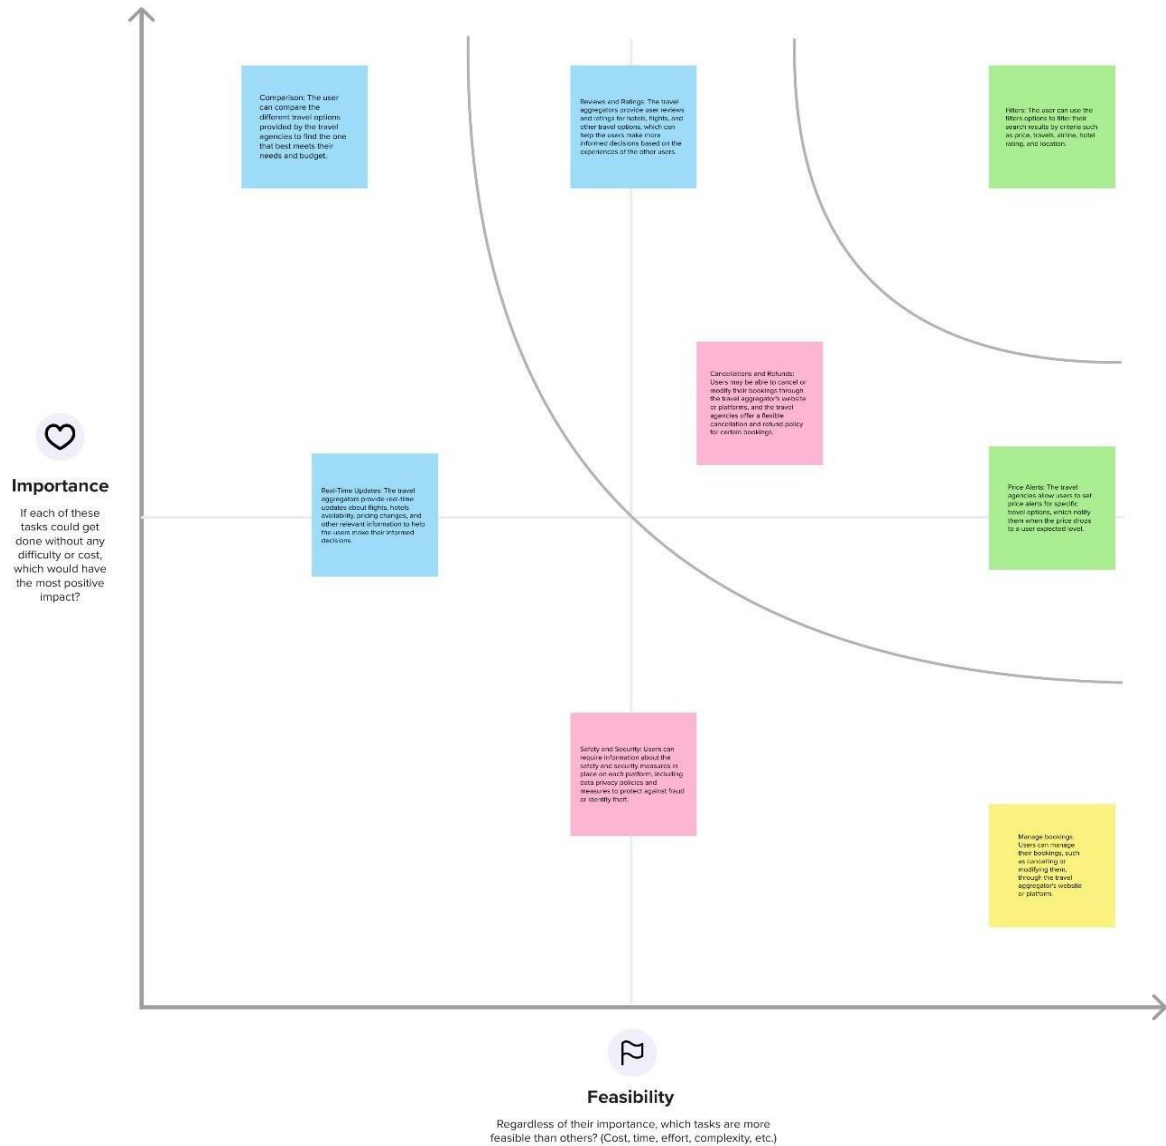 Comparison: The user
can compare the
different travel options
provided by the travel
agencies to find the one
that best meets their
needs and budget.
Reviews and Ratings: The travel
aggregators provide user reviews
and ratings for hotels, flights, and
other travel options, which can
help the users make more
informed decisions based on the
experiences of the other users.
Filters: The user can use the
filters options to filter their
search results by criteria such
as price, travels, airline, hotel
rating, and location.
Cancellations and Refunds:
Users may be able to cancel or
modify their bookings through
the travel aggregator's website
or platforms, and the travel
agencies offer a flexible
cancellation and refund policy
for certain bookings.
Importance
If each of these
tasks could get
done without any
difficulty or cost,
which would have
the most positive
impact?
Real-Time Updates: The travel
aggregators provide real-time
updates about flights, hotels
availability, pricing changes, and
other relevant information to help
the users make their informed
decisions.
Price Alerts: The travel
agencies allow users to set
price alerts for specific
travel options, which notify
them when the price drops
to a user expected level.
Safety and Security: Users can
require information about the
safety and security measures in
place on each platform, including
data privacy policies and
measures to protect against fraud
or identity theft.
Manage bookings:
Users can manage
their bookings, such
as cancelling or
modifying them,
through the travel
aggregator's website
or platform.
Feasibility
Regardless of their importance, which tasks are more
feasible than others? (Cost, time, effort, complexity, etc.)